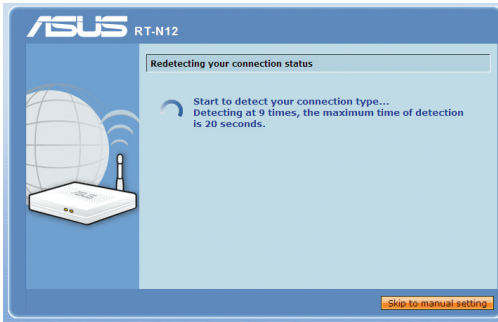 ASUS RT-N12
Redetecting your connection status
Start to detect your connection type...
Detecting at 9 times, the maximum time of detection
is 20 seconds.
ASUS
Skip to manual setting